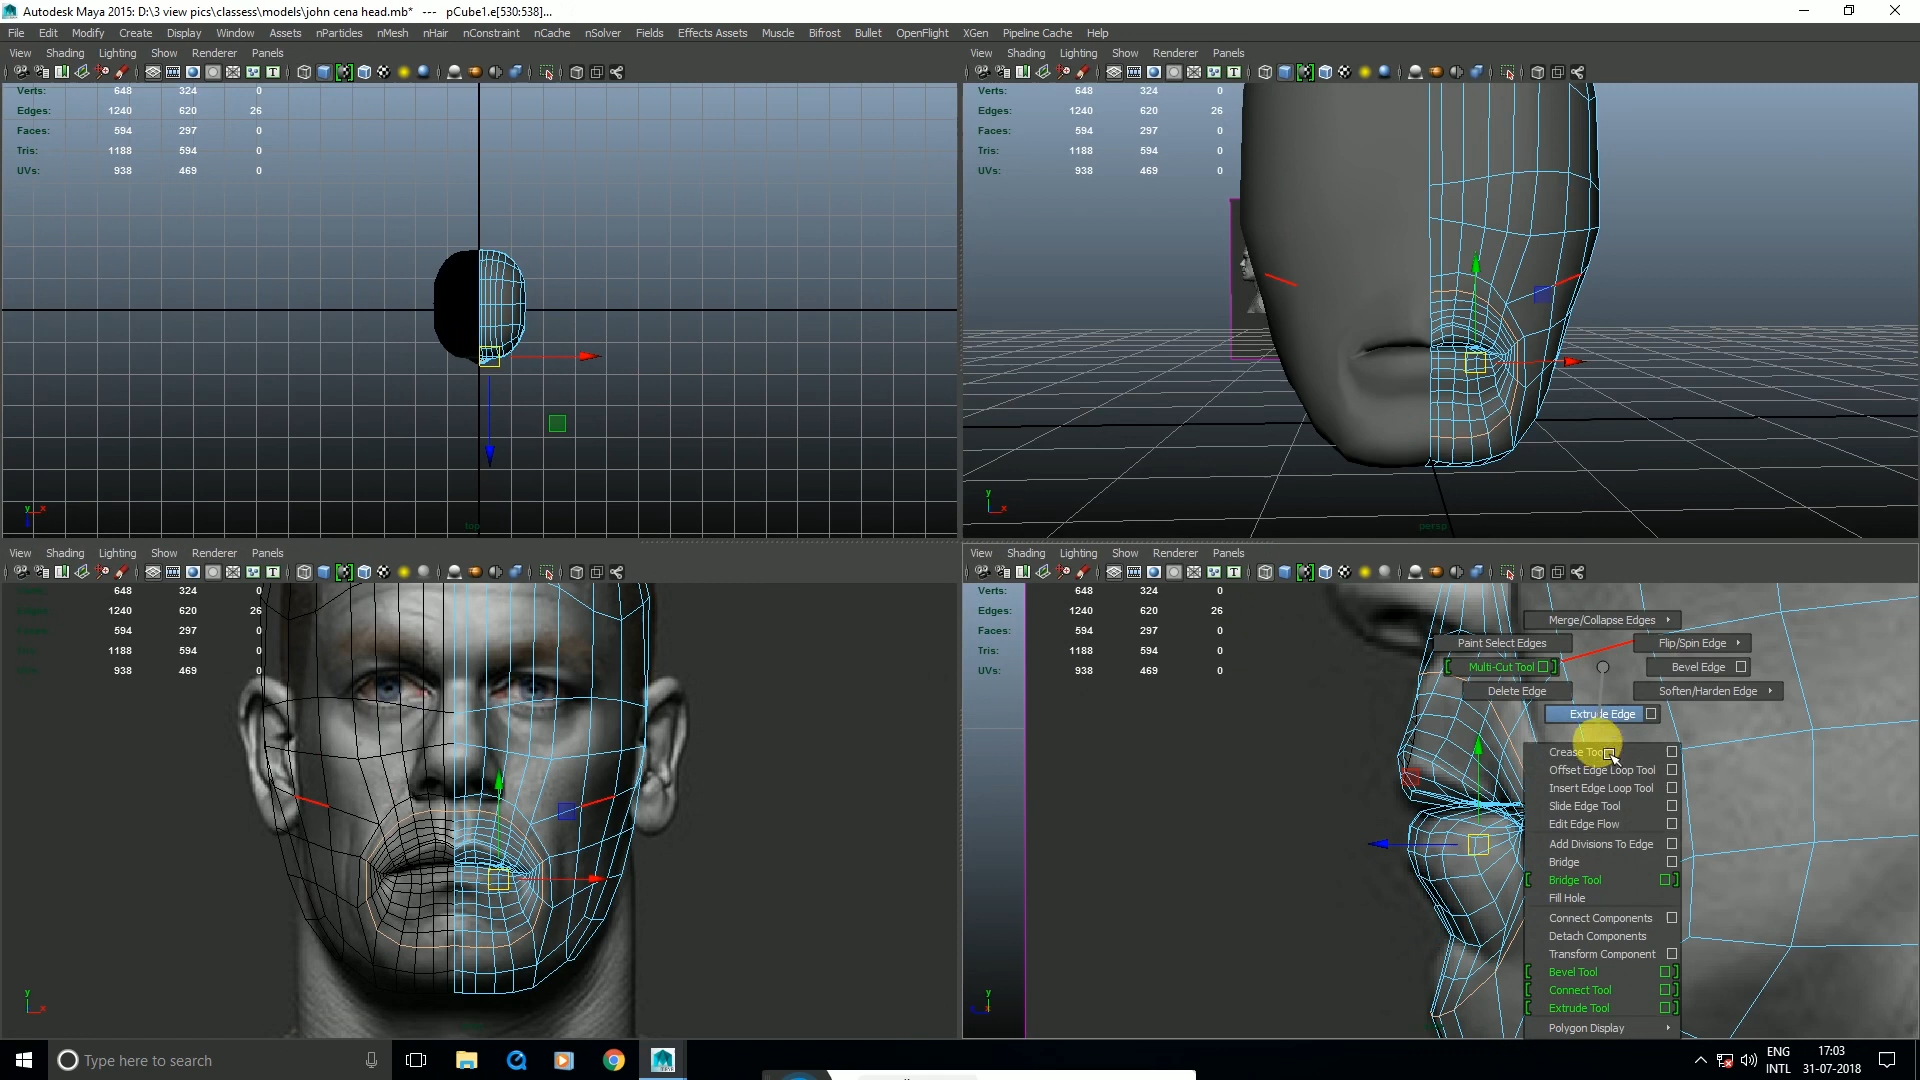 Autodesk Maya 2015: D:\3 view pics\classess\models\john cena head.mb* --- pCube1.e[530:538]...
File Edit Modify Create Display Window Assets nParticles nMesh nHair nConstraint nCache nSolver Fields Effects Assets Muscle Bifrost Bullet OpenFlight XGen Pipeline Cache Help
View Shading Lighting Show Renderer Panels
Verts: 648 324 0
Edges: 1240 620 26
Faces: 594 297 0
Tris: 1188 594 0
UVs: 938 469 0
y x
top
View Shading Lighting Show Renderer Panels
Verts: 648 324 0
Edges: 1240 620 26
Faces: 594 297 0
Tris: 1188 594 0
UVs: 938 469 0
y x
persp
View Shading Lighting Show Renderer Panels
648 324 0
1240 620 26
594 297 0
1188 594 0
938 469 0
y x
View Shading Lighting Show Renderer Panels
Verts: 648 324 0
Edges: 1240 620 26
Faces: 594 297 0
Tris: 1188 594 0
UVs: 938 469 0
y
Merge/Collapse Edges
Paint Select Edges Flip/Spin Edge
Multi-Cut Tool Bevel Edge
Delete Edge Soften/Harden Edge
Extrude Edge
Crease Tool
Offset Edge Loop Tool
Insert Edge Loop Tool
Slide Edge Tool
Edit Edge Flow
Add Divisions To Edge
Bridge
Bridge Tool
Fill Hole
Connect Components
Detach Components
Transform Component
Bevel Tool
Connect Tool
Extrude Tool
Polygon Display
Type here to search
ENG
INTL
17:03
31-07-2018